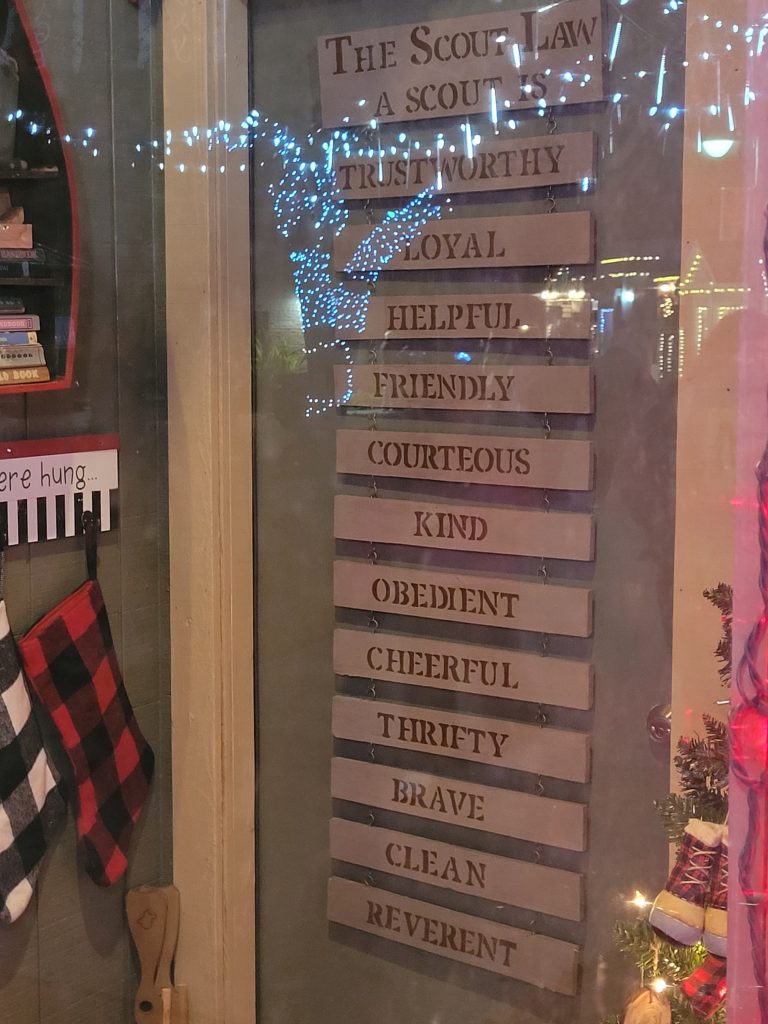 THE SCOUT LAW
A SCOUT IS
TRUSTWORTHY
LOYAL
HELPFUL
FRIENDLY
COURTEOUS
KIND
OBEDIENT
CHEERFUL
THRIFTY
BRAVE
CLEAN
REVERENT
ere hung...
BOOK